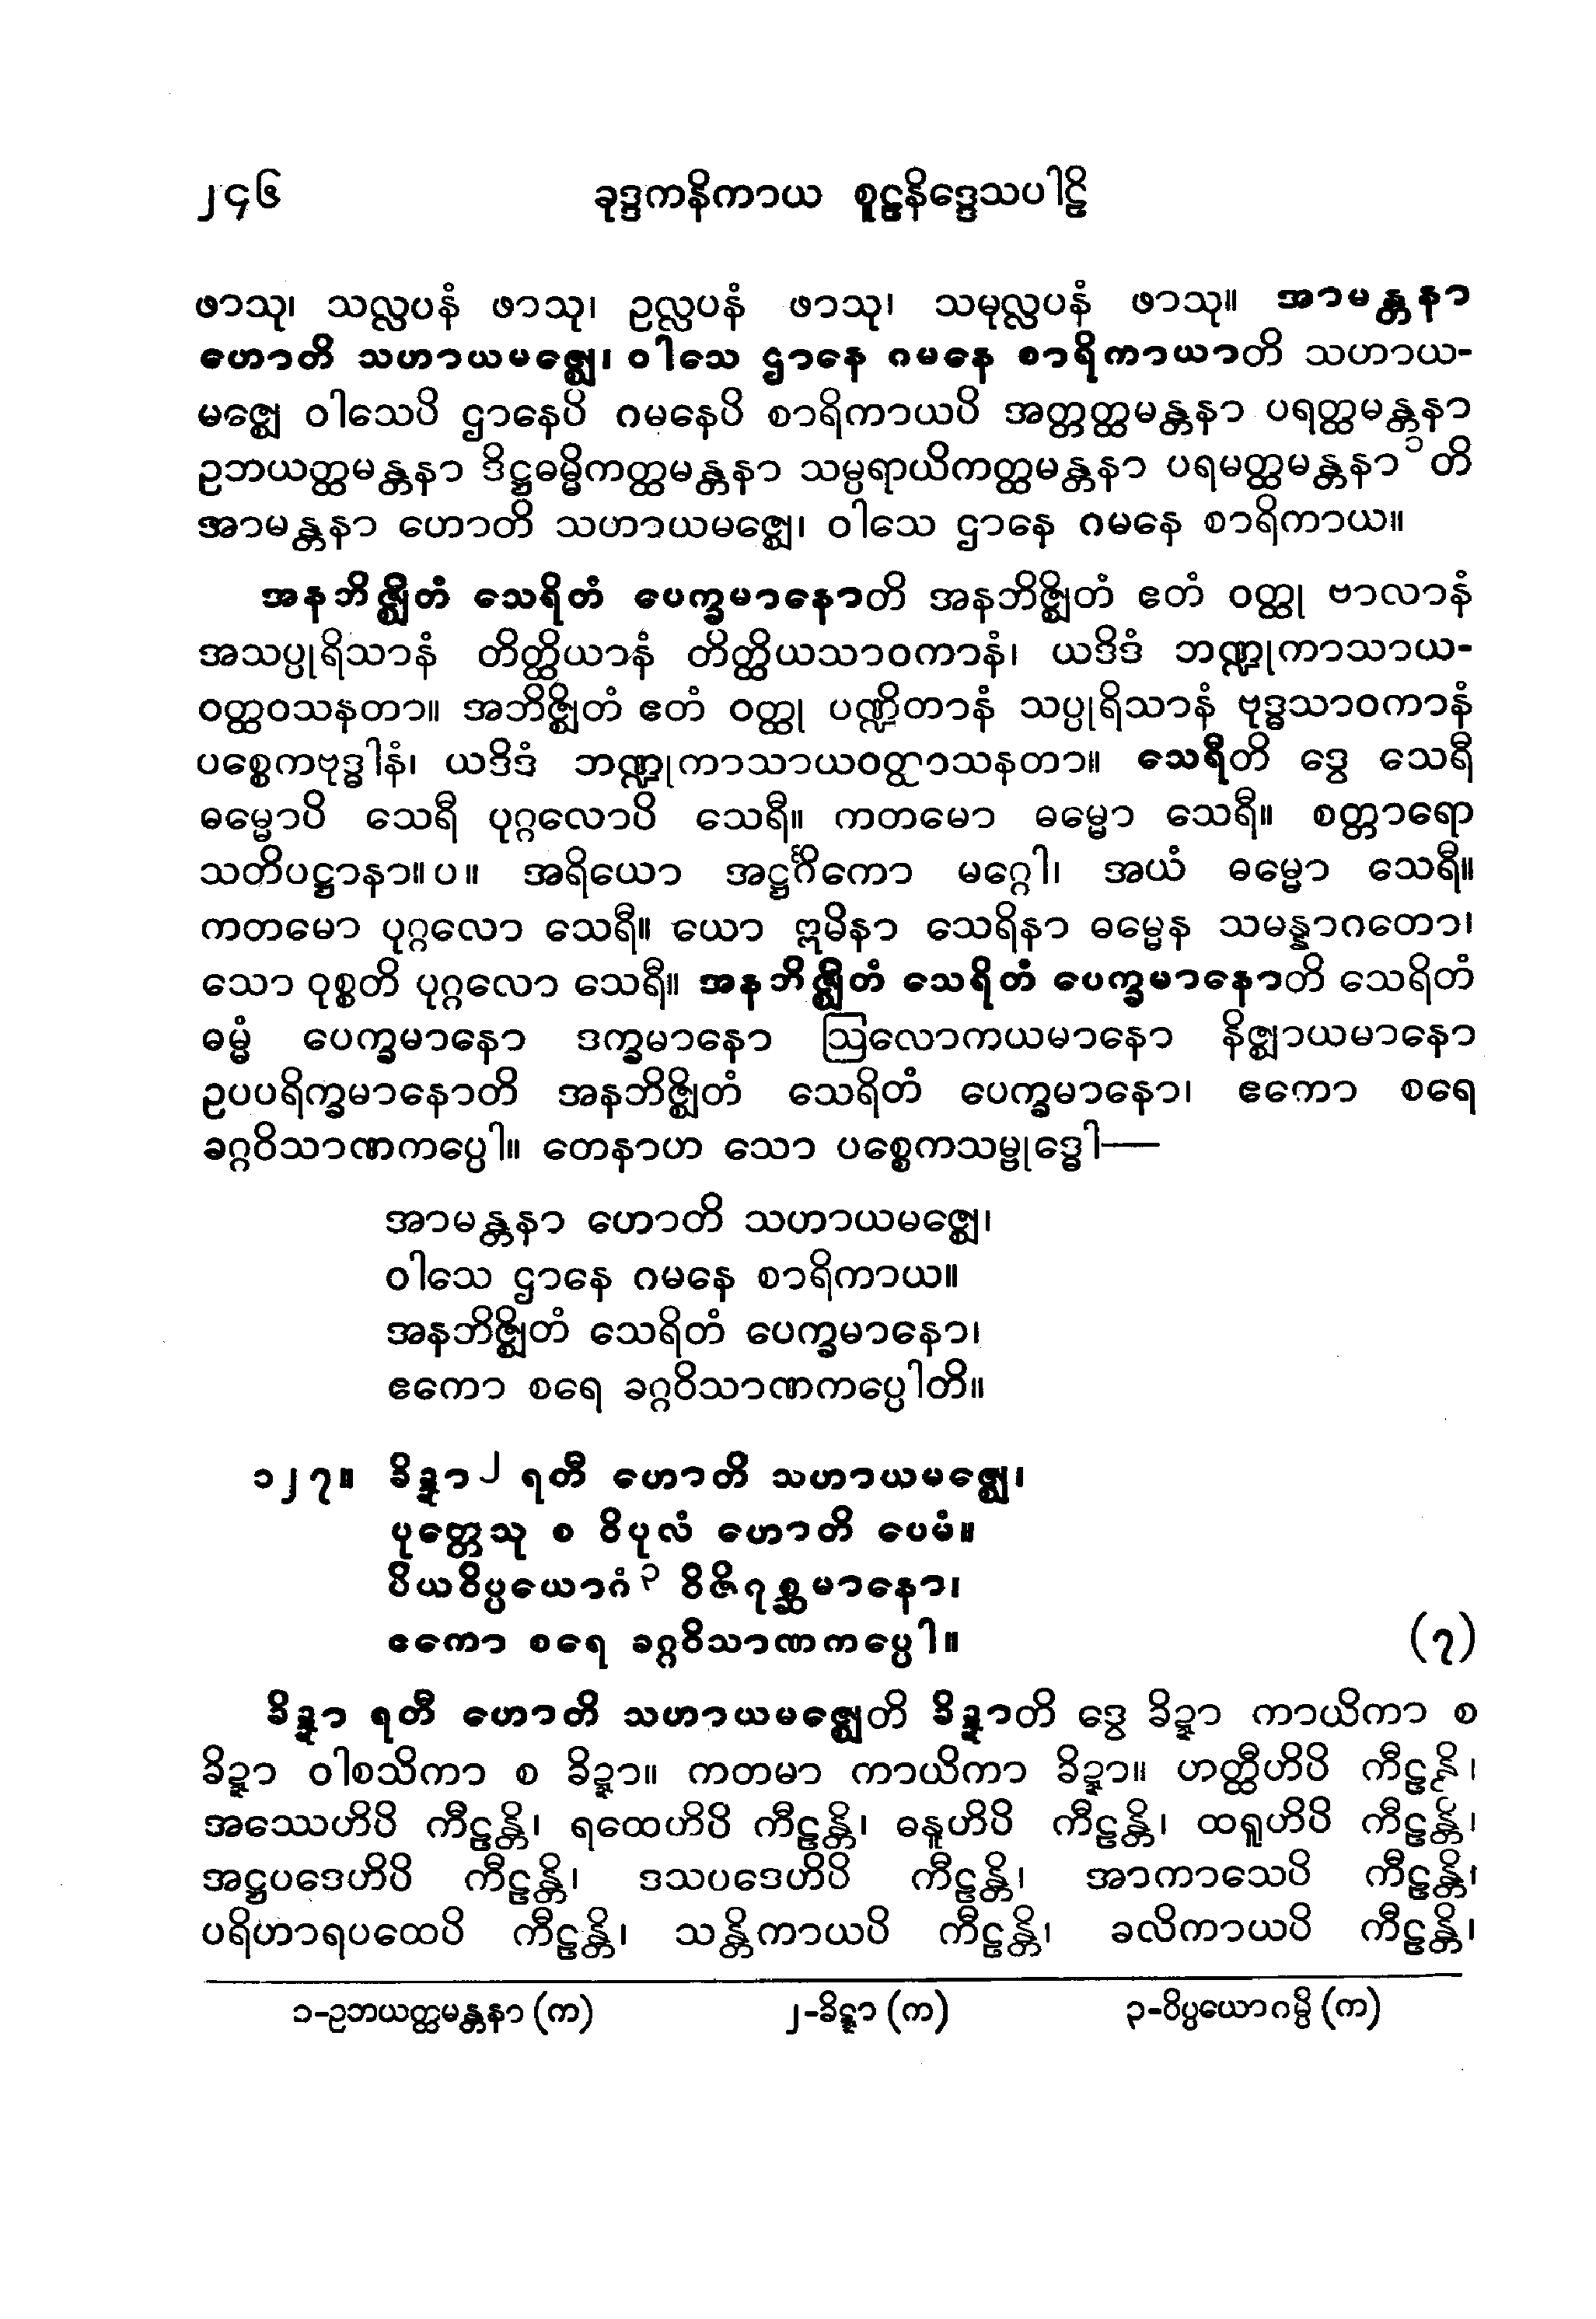 ၂၄၆ ခုဒ္ဒကနိကာယ စူဠနိဒ္ဒေသပါဠိ
ဖာသု၊ သလ္လပနံ ဖာသု၊ ဥလ္လပနံ ဖာသု၊ သမုလ္လပနံ ဖာသု။ အာမန္တနာ
ဟောတိ သဟာယမဇ္ဈေ၊ ဝါသေ ဌာနေ ဂမနေ စာရိကာယာတိ သဟာယ-
မဇ္ဈေ ဝါသေပိ ဌာနေပိ ဂမနေပိ စာရိကာယပိ အတ္တတ္ထမန္တနာ ပရတ္ထမန္တနာ
ဥဘယတ္ထမန္တနာ ဒိဋ္ဌဓမ္မိကတ္ထမန္တနာ သမ္ပရာယိကတ္ထမန္တနာ ပရမတ္ထမန္တနာ၁ တိ
အာမန္တနာ ဟောတိ သဟာယမဇ္ဈေ၊ ဝါသေ ဌာနေ ဂမနေ စာရိကာယ။
အနဘိဇ္ဈိတံ သေရိတံ ပေက္ခမာနောတိ အနဘိဇ္ဈိတံ ဧတံ ဝတ္ထု ဗာလာနံ
အသပ္ပုရိသာနံ တိတ္ထိယာနံ တိတ္ထိယသာဝကာနံ၊ ယဒိဒံ ဘဏ္ဍုကာသာယ-
ဝတ္ထဝသနတာ။ အဘိဇ္ဈိတံ ဧတံ ဝတ္ထု ပဏ္ဍိတာနံ သပ္ပုရိသာနံ ဗုဒ္ဓသာဝကာနံ
ပစ္စေကဗုဒ္ဓါနံ၊ ယဒိဒံ ဘဏ္ဍုကာသာယဝတ္ထာသနတာ။ သေရီတိ ဒွေ သေရီ
ဓမ္မောပိ သေရီ ပုဂ္ဂလောပိ သေရီ။ ကတမော ဓမ္မော သေရီ။ စတ္တာရော
သတိပဋ္ဌာနာ။ပ။ အရိယော အဋ္ဌင်္ဂိကော မဂ္ဂေါ၊ အယံ ဓမ္မော သေရီ။
ကတမော ပုဂ္ဂလော သေရီ။ ယော ဣမိနာ သေရိနာ ဓမ္မေန သမန္နာဂတော၊
သော ဝုစ္စတိ ပုဂ္ဂလော သေရီ။ အနဘိဇ္ဈိတံ သေရိတံ ပေက္ခမာနောတိ သေရိတံ
ဓမ္မံ ပေက္ခမာနော ဒက္ခမာနော ဩလောကယမာနော နိဇ္ဈာယမာနော
ဥပပရိက္ခမာနောတိ အနဘိဇ္ဈိတံ သေရိတံ ပေက္ခမာနော၊ ဧကော စရေ
ခဂ္ဂဝိသာဏကပ္ပေါ။ တေနာဟ သော ပစ္စေကသမ္ဗုဒ္ဓေါ—
အာမန္တနာ ဟောတိ သဟာယမဇ္ဈေ၊
ဝါသေ ဌာနေ ဂမနေ စာရိကာယ။
အနဘိဇ္ဈိတံ သေရိတံ ပေက္ခမာနော၊
ဧကော စရေ ခဂ္ဂဝိသာဏကပ္ပေါတိ။
၁၂၇။ ခိဍ္ဍာ၂ ရတီ ဟောတိ သဟာယမဇ္ဈေ၊
ပုတ္တေသု စ ဝိပုလံ ဟောတိ ပေမံ။
ပိယဝိပ္ပယောဂံ၃ ဝိဇိဂုစ္ဆမာနော၊
ဧကော စရေ ခဂ္ဂဝိသာဏကပ္ပေါ။ (၇)
ခိဍ္ဍာ ရတီ ဟောတိ သဟာယမဇ္ဈေတိ ခိဍ္ဍာတိ ဒွေ ခိဍ္ဍာ ကာယိကာ စ
ခိဍ္ဍာ ဝါစသိကာ စ ခိဍ္ဍာ။ ကတမာ ကာယိကာ ခိဍ္ဍာ။ ဟတ္ထီဟိပိ ကီဠန္တိ၊
အဿေဟိပိ ကီဠန္တိ၊ ရထေဟိပိ ကီဠန္တိ၊ ဓနူဟိပိ ကီဠန္တိ၊ ထရူဟိပိ ကီဠန္တိ၊
အဋ္ဌပဒေဟိပိ ကီဠန္တိ၊ ဒသပဒေဟိပိ ကီဠန္တိ၊ အာကာသေပိ ကီဠန္တိ၊
ပရိဟာရပထေပိ ကီဠန္တိ၊ သန္တိကာယပိ ကီဠန္တိ၊ ခလိကာယပိ ကီဠန္တိ၊
၁-ဥဘယတ္ထမန္တနာ (က) ၂-ခိဋ္ဋာ (က) ၃-ဝိပ္ပယောဂမ္ပိ (က)